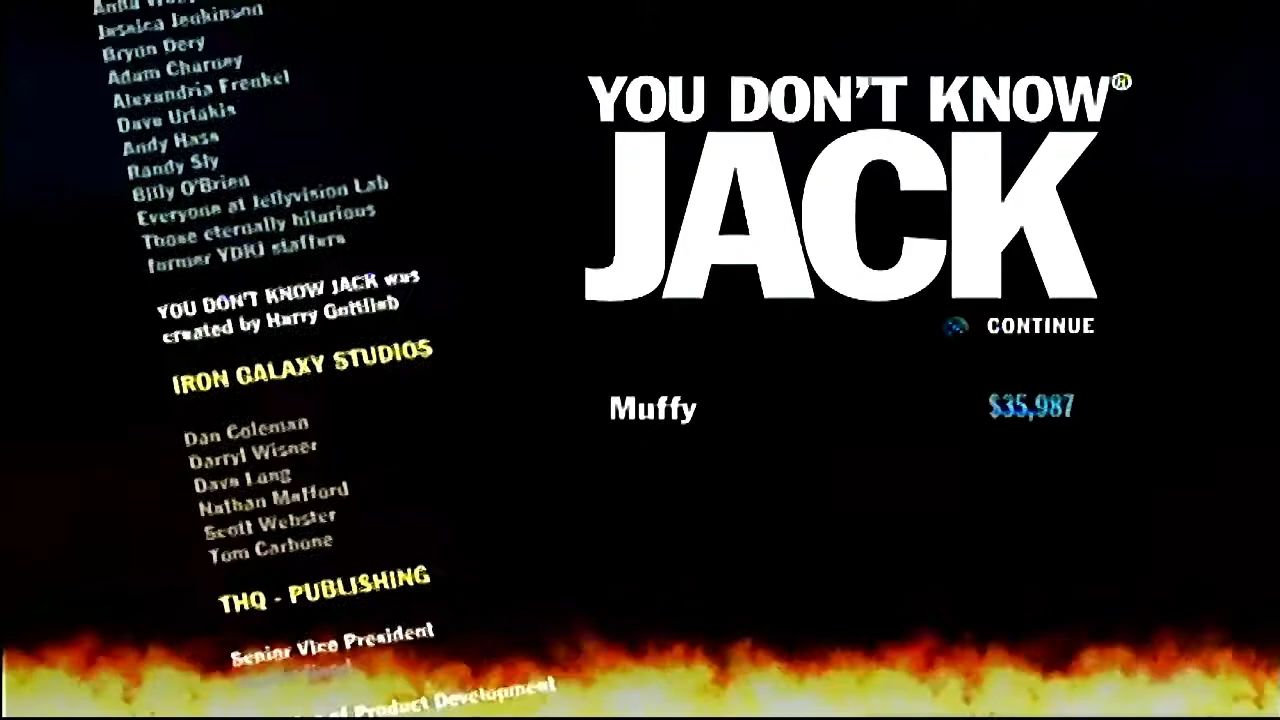 Jessica Jenkinson
Bryan Dery
Adam Charney
Alexandria Frenkel
Dave Urlakis
Andy Hass
Randy Sly
Billy O'Brien
Everyone at Jellyvision Lab
Those eternally hilarious
former YDKJ staffers
YOU DON'T KNOW JACK was
created by Harry Gottlieb
IRON GALAXY STUDIOS
Dan Coleman
Darryl Wisner
Dave Lang
Nathan Mefford
Scott Webster
Tom Carbone
THQ - PUBLISHING
Senior Vice President
of Product Development
YOU DON'T KNOW®
JACK
CONTINUE
Muffy $35,987